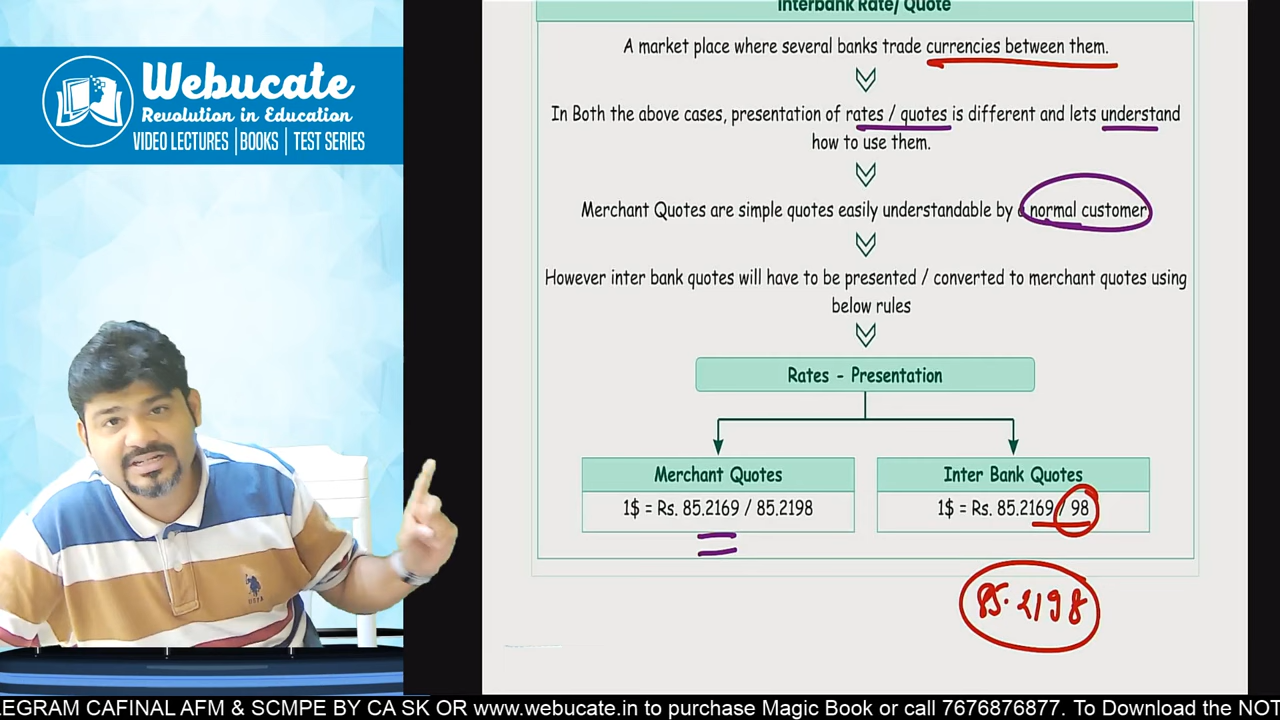 Interbank Rate/ Quote
Webucate
Revolution in Education
VIDEO LECTURES | BOOKS | TEST SERIES
A market place where several banks trade currencies between them.
In Both the above cases, presentation of rates / quotes is different and lets understand
how to use them.
Merchant Quotes are simple quotes easily understandable by a normal customer
However inter bank quotes will have to be presented / converted to merchant quotes using
below rules
Rates - Presentation
Merchant Quotes
1$ = Rs. 85.2169 / 85.2198
Inter Bank Quotes
1$ = Rs. 85.2169 / 98
85.2198
LEGRAM CAFINAL AFM & SCMPE BY CA SK OR www.webucate.in to purchase Magic Book or call 7676876877. To Download the NOT